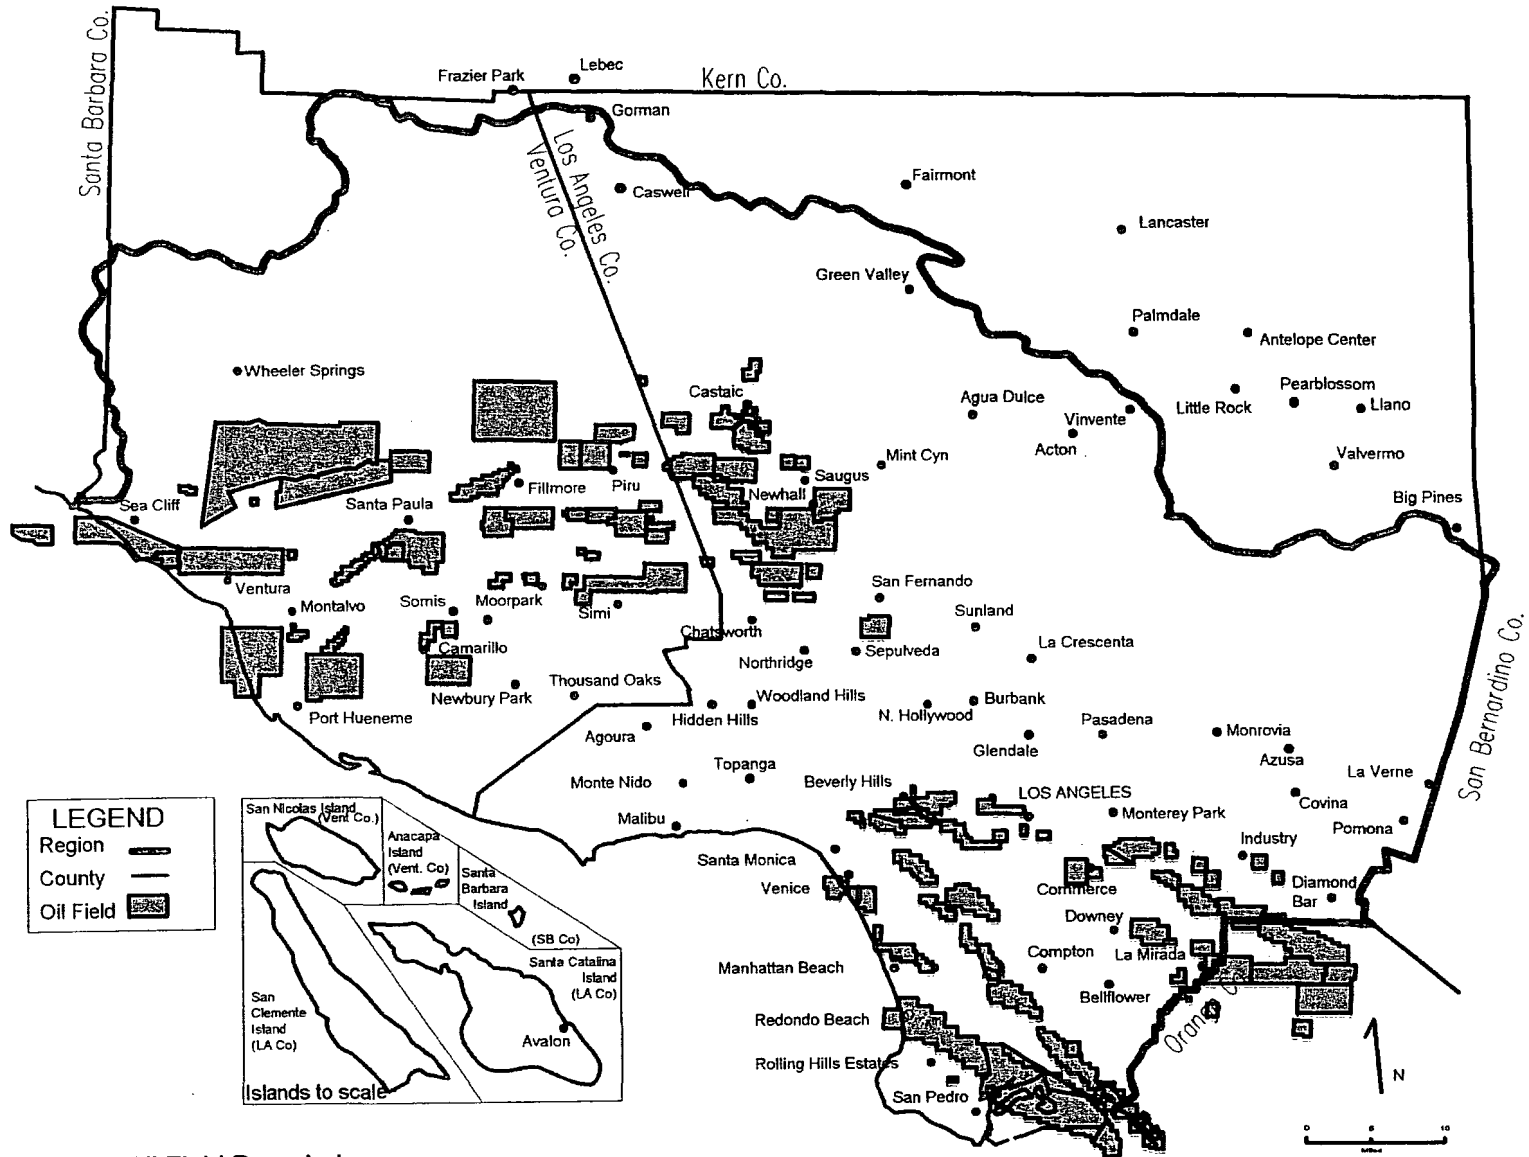 Santa Barbara Co.
Frazier Park
Lebec
Kern Co.
Gorman
Los Angeles Co.
Ventura Co.
Caswell
Fairmont
Lancaster
Green Valley
Palmdale
Antelope Center
Wheeler Springs
Castaic
Agua Dulce
Vinvente
Little Rock
Pearblossom
Llano
Acton
Mint Cyn
Valvermo
Saugus
Fillmore
Piru
Newhall
Big Pines
Sea Cliff
Santa Paula
Ventura
Montalvo
Somis
Moorpark
Simi
San Fernando
Sunland
Chatsworth
La Crescenta
Camarillo
Northridge
Sepulveda
San Bernardino Co.
Newbury Park
Thousand Oaks
Woodland Hills
Burbank
Port Hueneme
Hidden Hills
N. Hollywood
Pasadena
Monrovia
Agoura
Glendale
Azusa
Topanga
Monte Nido
Beverly Hills
La Verne
LOS ANGELES
Covina
Malibu
Monterey Park
Pomona
Industry
Santa Monica
Venice
Commerce
Diamond
Bar
Downey
Compton
La Mirada
Manhattan Beach
Bellflower
Redondo Beach
Orange Co.
Rolling Hills Estates
San Pedro
N
0
5
10
Miles
LEGEND
Region
County
Oil Field
San Nicolas Island
(Vent Co.)
Anacapa
Island
(Vent. Co)
Santa
Barbara
Island
(SB Co)
Santa Catalina
Island
(LA Co)
San
Clemente
Island
(LA Co)
Avalon
Islands to scale